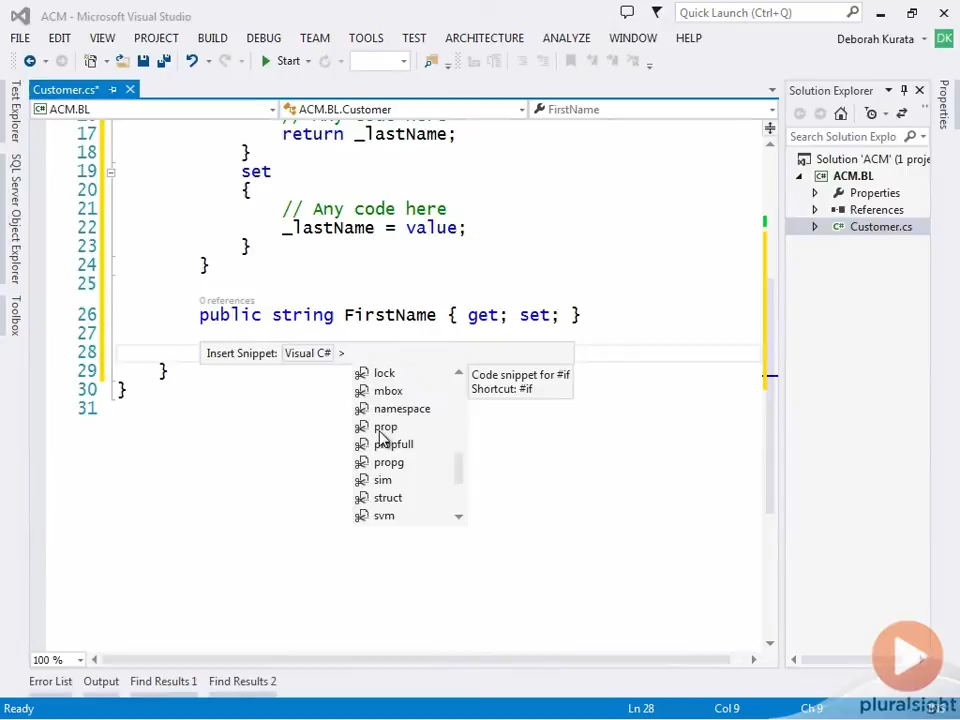 ACM - Microsoft Visual Studio
Quick Launch (Ctrl+Q)
FILE EDIT VIEW PROJECT BUILD DEBUG TEAM TOOLS TEST ARCHITECTURE ANALYZE WINDOW HELP
Deborah Kurata DK
Start
Customer.cs*
ACM.BL
ACM.BL.Customer
FirstName
Test Explorer
SQL Server Object Explorer
Toolbox
17 return _lastName;
18 }
19 set
20 {
21 // Any code here
22 _lastName = value;
23 }
24 }
25
0 references
26 public string FirstName { get; set; }
27
28
29 }
30 }
31
Insert Snippet: Visual C# >
lock
mbox
namespace
prop
propfull
propg
sim
struct
svm
Code snippet for #if
Shortcut: #if
Solution Explorer
Search Solution Explo
Solution 'ACM' (1 proje
ACM.BL
Properties
References
C# Customer.cs
Properties
100 %
Error List Output Find Results 1 Find Results 2
Ready Ln 28 Col 9 Ch 9
pluralsight